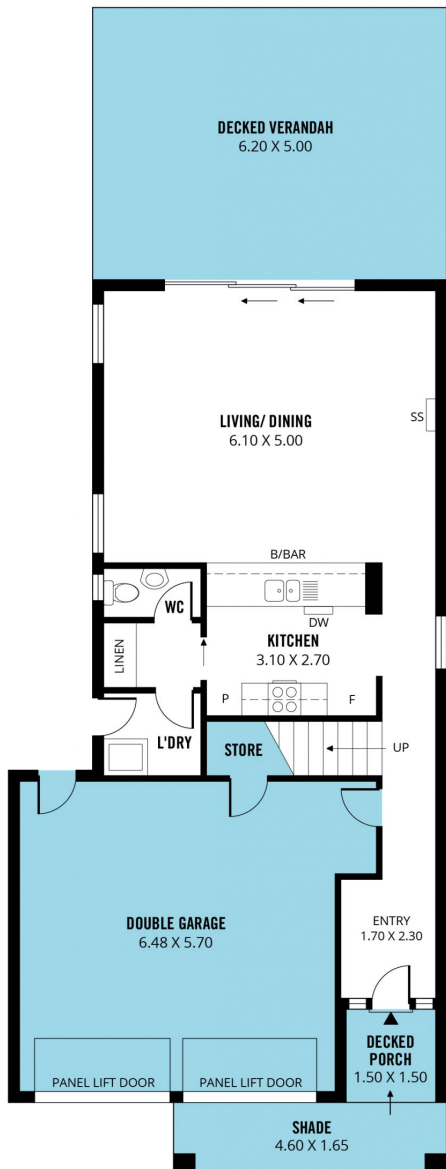 DECKED VERANDAH
6.20 X 5.00
LIVING/ DINING
6.10 X 5.00
SS
B/BAR
WC
DW
LINEN
KITCHEN
3.10 X 2.70
P
F
L'DRY
STORE
UP
DOUBLE GARAGE
6.48 X 5.70
ENTRY
1.70 X 2.30
DECKED
PORCH
1.50 X 1.50
PANEL LIFT DOOR
PANEL LIFT DOOR
SHADE
4.60 X 1.65